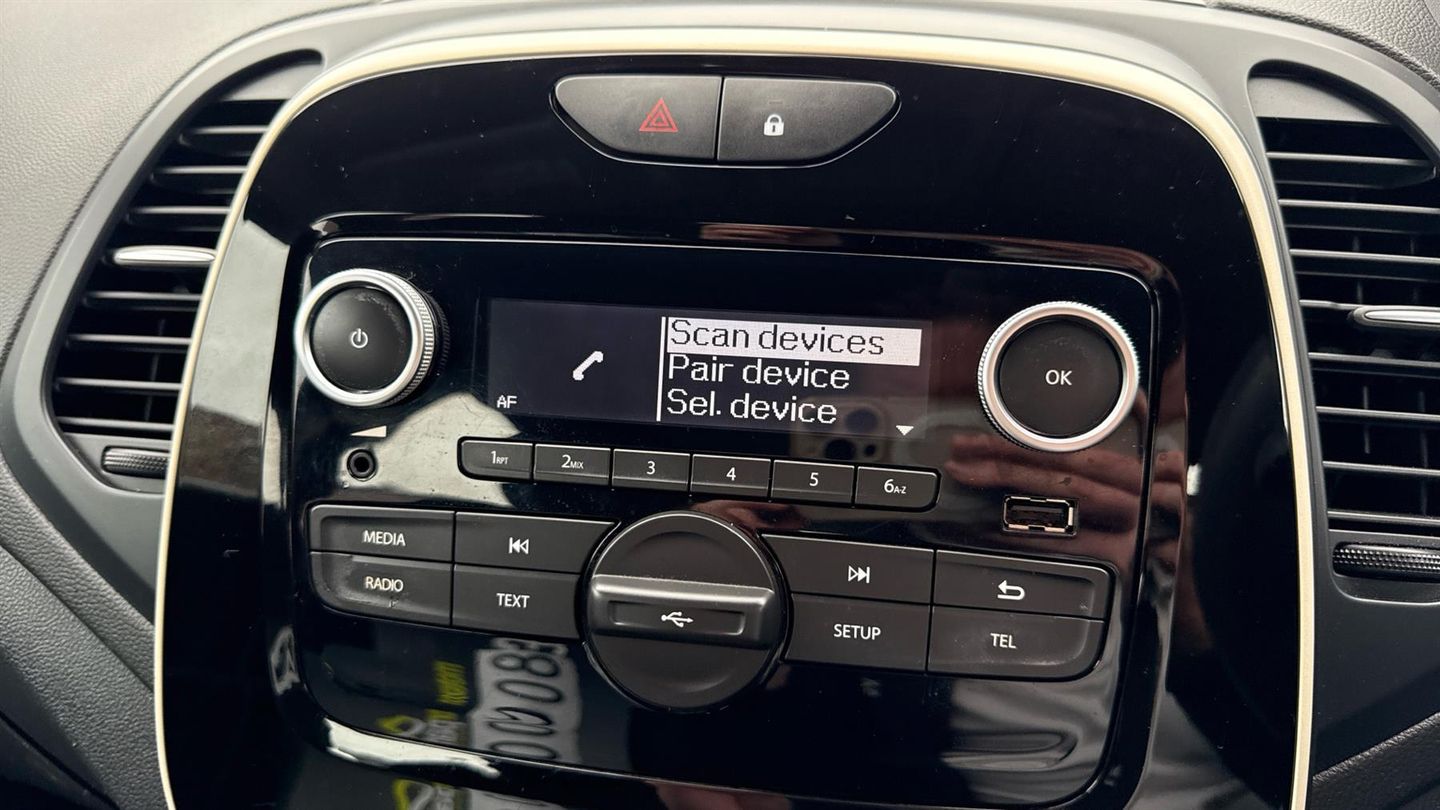 Scan devices
Pair device
Sel. device
AF
OK
1RPT
2MIX
3
4
5
6A-Z
MEDIA
RADIO
TEXT
SETUP
TEL